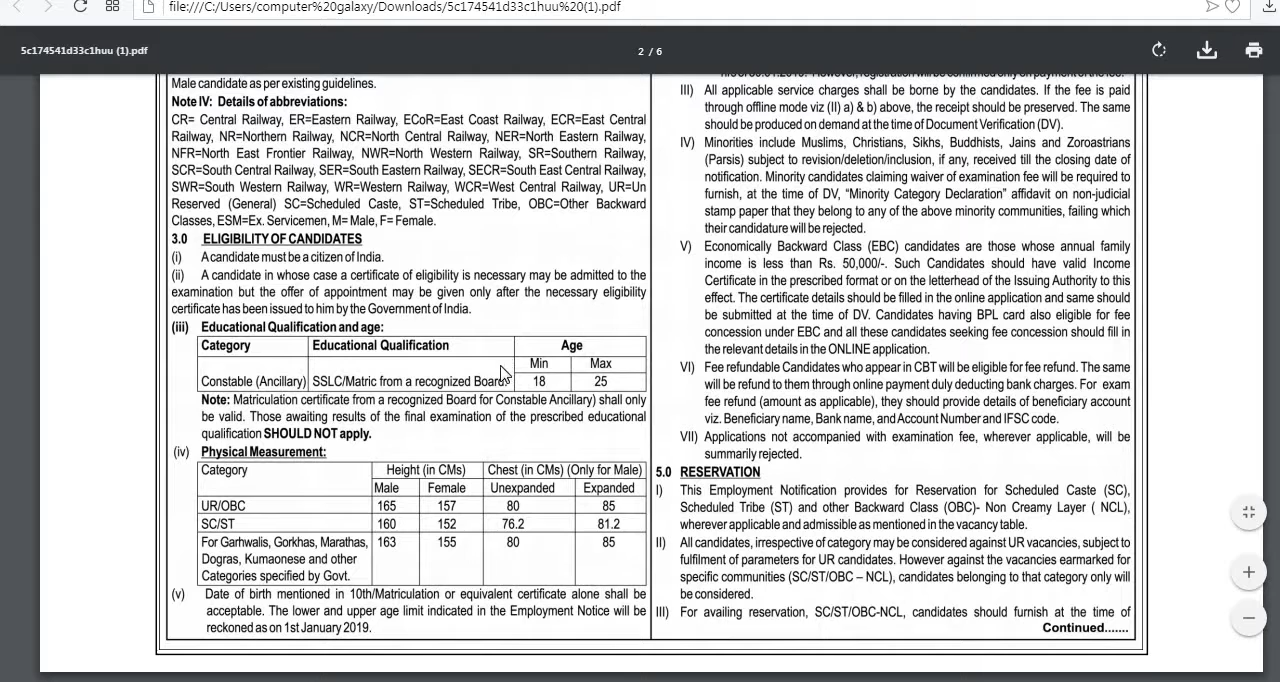 file:///C:/Users/computer%20galaxy/Downloads/5c174541d33c1huu%20(1).pdf
5c174541d33c1huu (1).pdf
2 / 6
Male candidate as per existing guidelines.
Note IV: Details of abbreviations:
CR= Central Railway, ER=Eastern Railway, ECoR=East Coast Railway, ECR=East Central
Railway, NR=Northern Railway, NCR=North Central Railway, NER=North Eastern Railway,
NFR=North East Frontier Railway, NWR=North Western Railway, SR=Southern Railway,
SCR=South Central Railway, SER=South Eastern Railway, SECR=South East Central Railway,
SWR=South Western Railway, WR=Western Railway, WCR=West Central Railway, UR=Un
Reserved (General) SC=Scheduled Caste, ST=Scheduled Tribe, OBC=Other Backward
Classes, ESM=Ex. Servicemen, M= Male, F= Female.
3.0 ELIGIBILITY OF CANDIDATES
(i) A candidate must be a citizen of India.
(ii) A candidate in whose case a certificate of eligibility is necessary may be admitted to the
examination but the offer of appointment may be given only after the necessary eligibility
certificate has been issued to him by the Government of India.
(iii) Educational Qualification and age:
Category Educational Qualification Age
Min Max
Constable (Ancillary) SSLC/Matric from a recognized Board 18 25
Note: Matriculation certificate from a recognized Board for Constable Ancillary) shall only
be valid. Those awaiting results of the final examination of the prescribed educational
qualification SHOULD NOT apply.
(iv) Physical Measurement:
Category Height (in CMs) Chest (in CMs) (Only for Male)
Male Female Unexpanded Expanded
UR/OBC 165 157 80 85
SC/ST 160 152 76.2 81.2
For Garhwalis, Gorkhas, Marathas, 163 155 80 85
Dogras, Kumaonese and other
Categories specified by Govt.
(v) Date of birth mentioned in 10th/Matriculation or equivalent certificate alone shall be
acceptable. The lower and upper age limit indicated in the Employment Notice will be
reckoned as on 1st January 2019.
III) All applicable service charges shall be borne by the candidates. If the fee is paid
through offline mode viz (II) a) & b) above, the receipt should be preserved. The same
should be produced on demand at the time of Document Verification (DV).
IV) Minorities include Muslims, Christians, Sikhs, Buddhists, Jains and Zoroastrians
(Parsis) subject to revision/deletion/inclusion, if any, received till the closing date of
notification. Minority candidates claiming waiver of examination fee will be required to
furnish, at the time of DV, “Minority Category Declaration” affidavit on non-judicial
stamp paper that they belong to any of the above minority communities, failing which
their candidature will be rejected.
V) Economically Backward Class (EBC) candidates are those whose annual family
income is less than Rs. 50,000/-. Such Candidates should have valid Income
Certificate in the prescribed format or on the letterhead of the Issuing Authority to this
effect. The certificate details should be filled in the online application and same should
be submitted at the time of DV. Candidates having BPL card also eligible for fee
concession under EBC and all these candidates seeking fee concession should fill in
the relevant details in the ONLINE application.
VI) Fee refundable Candidates who appear in CBT will be eligible for fee refund. The same
will be refund to them through online payment duly deducting bank charges. For exam
fee refund (amount as applicable), they should provide details of beneficiary account
viz. Beneficiary name, Bank name, and Account Number and IFSC code.
VII) Applications not accompanied with examination fee, wherever applicable, will be
summarily rejected.
5.0 RESERVATION
I) This Employment Notification provides for Reservation for Scheduled Caste (SC),
Scheduled Tribe (ST) and other Backward Class (OBC)- Non Creamy Layer ( NCL),
wherever applicable and admissible as mentioned in the vacancy table.
II) All candidates, irrespective of category may be considered against UR vacancies, subject to
fulfilment of parameters for UR candidates. However against the vacancies earmarked for
specific communities (SC/ST/OBC – NCL), candidates belonging to that category only will
be considered.
III) For availing reservation, SC/ST/OBC-NCL, candidates should furnish at the time of
Continued.......